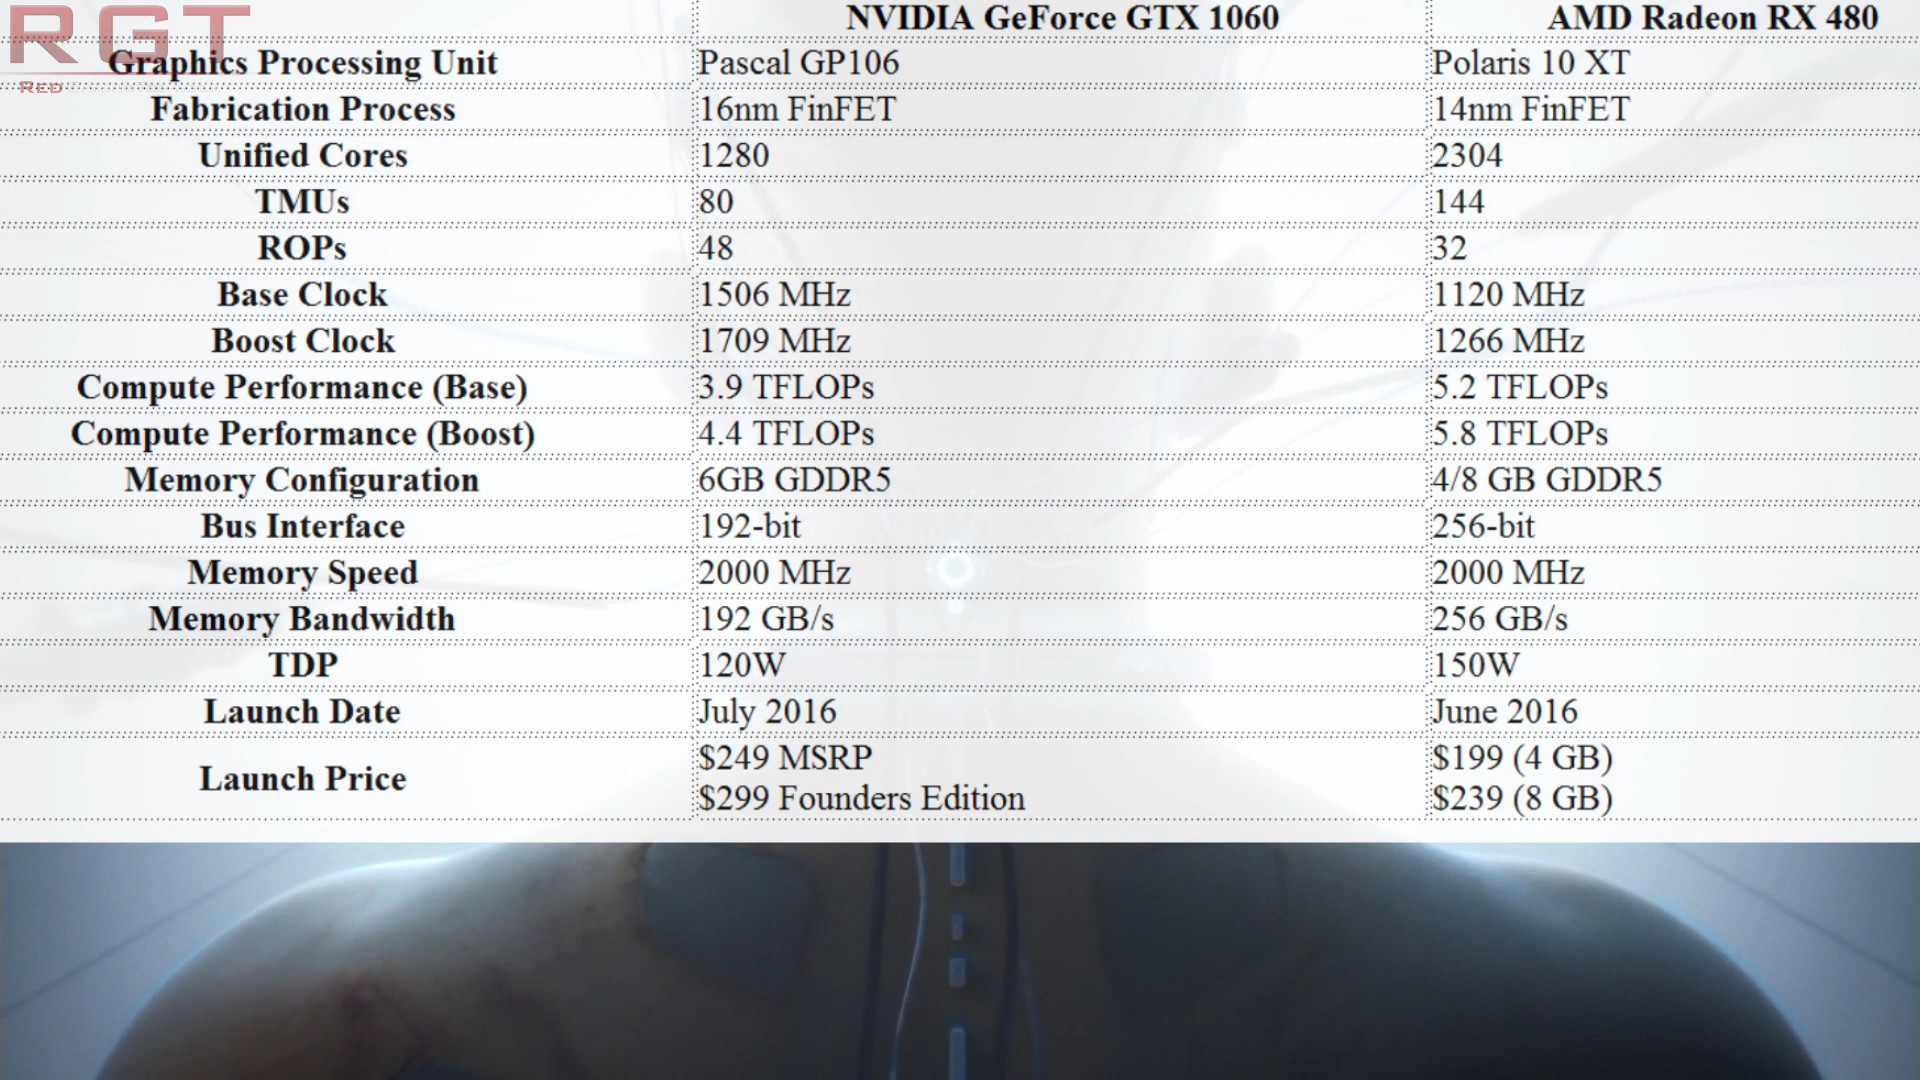 RGT
RED
NVIDIA GeForce GTX 1060 AMD Radeon RX 480
Graphics Processing Unit Pascal GP106 Polaris 10 XT
Fabrication Process 16nm FinFET 14nm FinFET
Unified Cores 1280 2304
TMUs 80 144
ROPs 48 32
Base Clock 1506 MHz 1120 MHz
Boost Clock 1709 MHz 1266 MHz
Compute Performance (Base) 3.9 TFLOPs 5.2 TFLOPs
Compute Performance (Boost) 4.4 TFLOPs 5.8 TFLOPs
Memory Configuration 6GB GDDR5 4/8 GB GDDR5
Bus Interface 192-bit 256-bit
Memory Speed 2000 MHz 2000 MHz
Memory Bandwidth 192 GB/s 256 GB/s
TDP 120W 150W
Launch Date July 2016 June 2016
Launch Price $249 MSRP $199 (4 GB)
$299 Founders Edition $239 (8 GB)